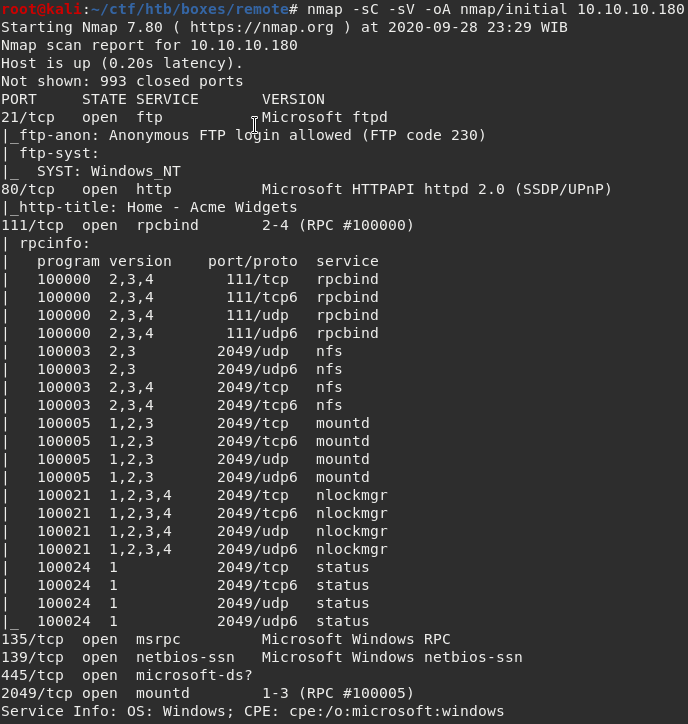 root@kali:~/ctf/htb/boxes/remote# nmap -sC -sV -oA nmap/initial 10.10.10.180
Starting Nmap 7.80 ( https://nmap.org ) at 2020-09-28 23:29 WIB
Nmap scan report for 10.10.10.180
Host is up (0.20s latency).
Not shown: 993 closed ports
PORT     STATE SERVICE       VERSION
21/tcp   open  ftp           Microsoft ftpd
|_ftp-anon: Anonymous FTP login allowed (FTP code 230)
| ftp-syst:
|_  SYST: Windows_NT
80/tcp   open  http          Microsoft HTTPAPI httpd 2.0 (SSDP/UPnP)
|_http-title: Home - Acme Widgets
111/tcp  open  rpcbind       2-4 (RPC #100000)
| rpcinfo:
|   program version    port/proto  service
|   100000  2,3,4        111/tcp   rpcbind
|   100000  2,3,4        111/tcp6  rpcbind
|   100000  2,3,4        111/udp   rpcbind
|   100000  2,3,4        111/udp6  rpcbind
|   100003  2,3         2049/udp   nfs
|   100003  2,3         2049/udp6  nfs
|   100003  2,3,4       2049/tcp   nfs
|   100003  2,3,4       2049/tcp6  nfs
|   100005  1,2,3       2049/tcp   mountd
|   100005  1,2,3       2049/tcp6  mountd
|   100005  1,2,3       2049/udp   mountd
|   100005  1,2,3       2049/udp6  mountd
|   100021  1,2,3,4     2049/tcp   nlockmgr
|   100021  1,2,3,4     2049/tcp6  nlockmgr
|   100021  1,2,3,4     2049/udp   nlockmgr
|   100021  1,2,3,4     2049/udp6  nlockmgr
|   100024  1           2049/tcp   status
|   100024  1           2049/tcp6  status
|   100024  1           2049/udp   status
|_  100024  1           2049/udp6  status
135/tcp  open  msrpc         Microsoft Windows RPC
139/tcp  open  netbios-ssn   Microsoft Windows netbios-ssn
445/tcp  open  microsoft-ds?
2049/tcp open  mountd        1-3 (RPC #100005)
Service Info: OS: Windows; CPE: cpe:/o:microsoft:windows